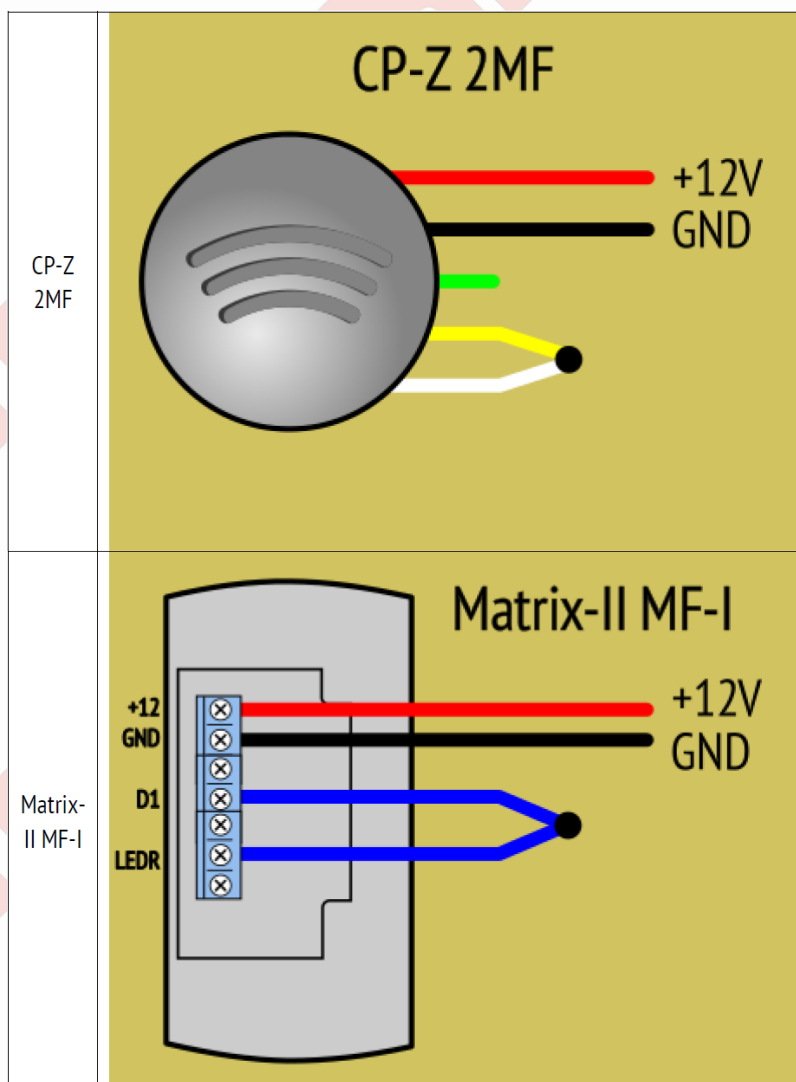 CP-Z 2MF
CP-Z
2MF
+12V
GND
Matrix-II MF-I
Matrix-
II MF-I
+12
GND
D1
LEDR
+12V
GND